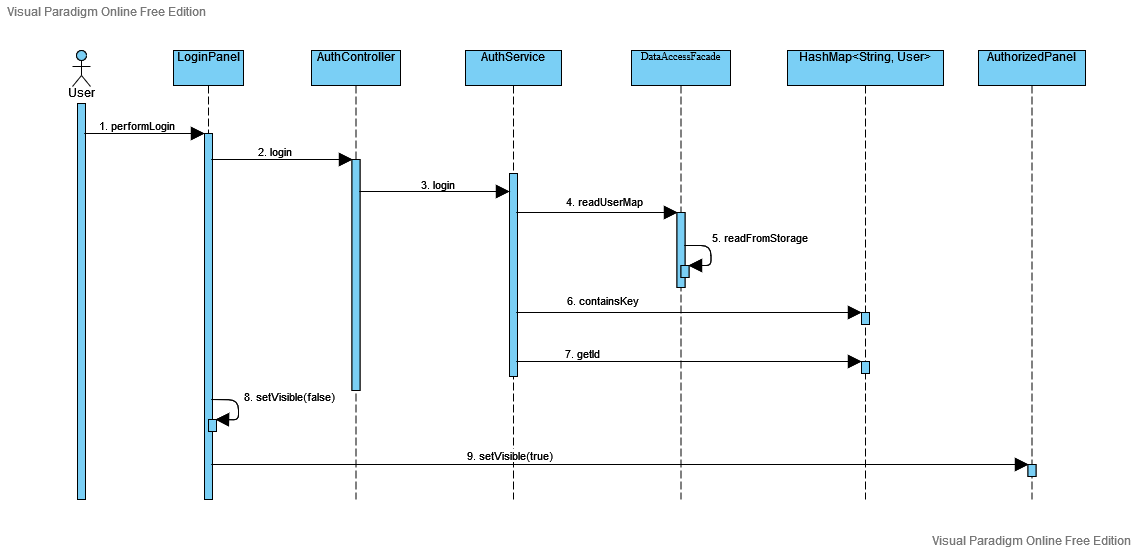 Visual Paradigm Online Free Edition
User
LoginPanel
AuthController
AuthService
DataAccessFacade
HashMap<String, User>
AuthorizedPanel
1. performLogin
2. login
3. login
4. readUserMap
5. readFromStorage
6. containsKey
7. getId
8. setVisible(false)
9. setVisible(true)
Visual Paradigm Online Free Edition